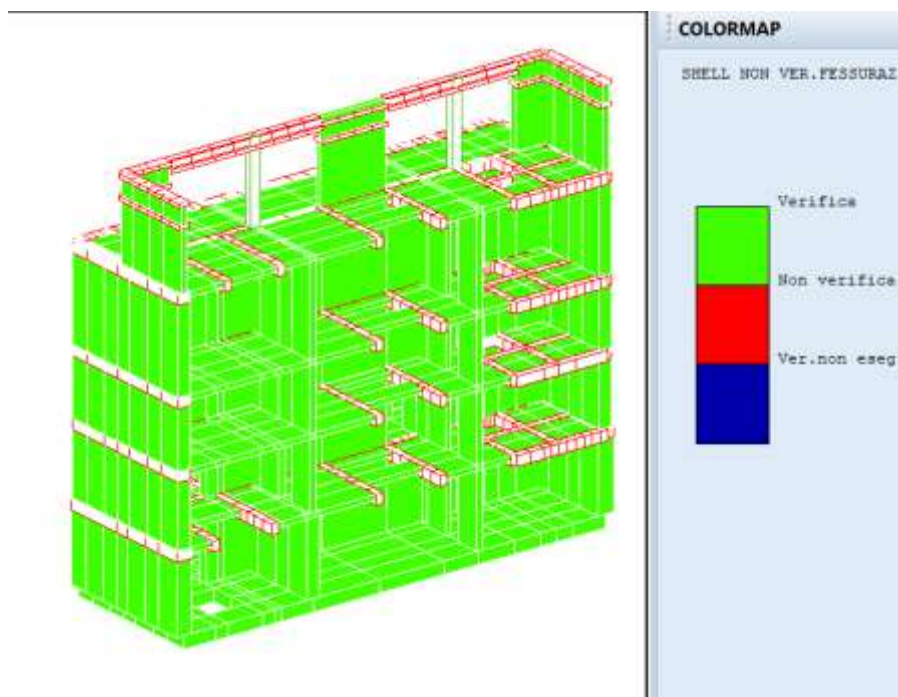 COLORMAP
SHELL NON VER.FESSURAZ
Verifica
Non verifica
Ver.non eseg